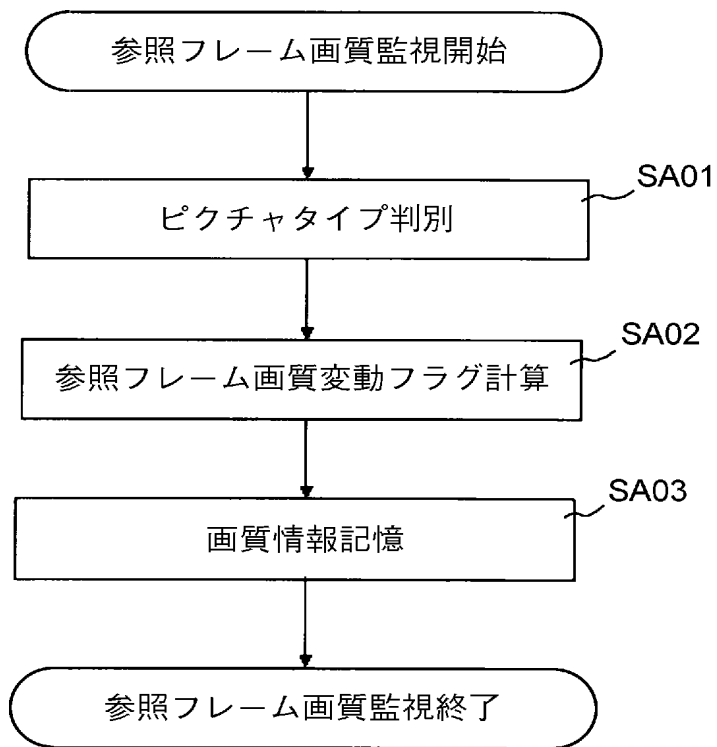 参照フレーム画質監視開始
SA01
ピクチャタイプ判別
SA02
参照フレーム画質変動フラグ計算
SA03
画質情報記憶
参照フレーム画質監視終了